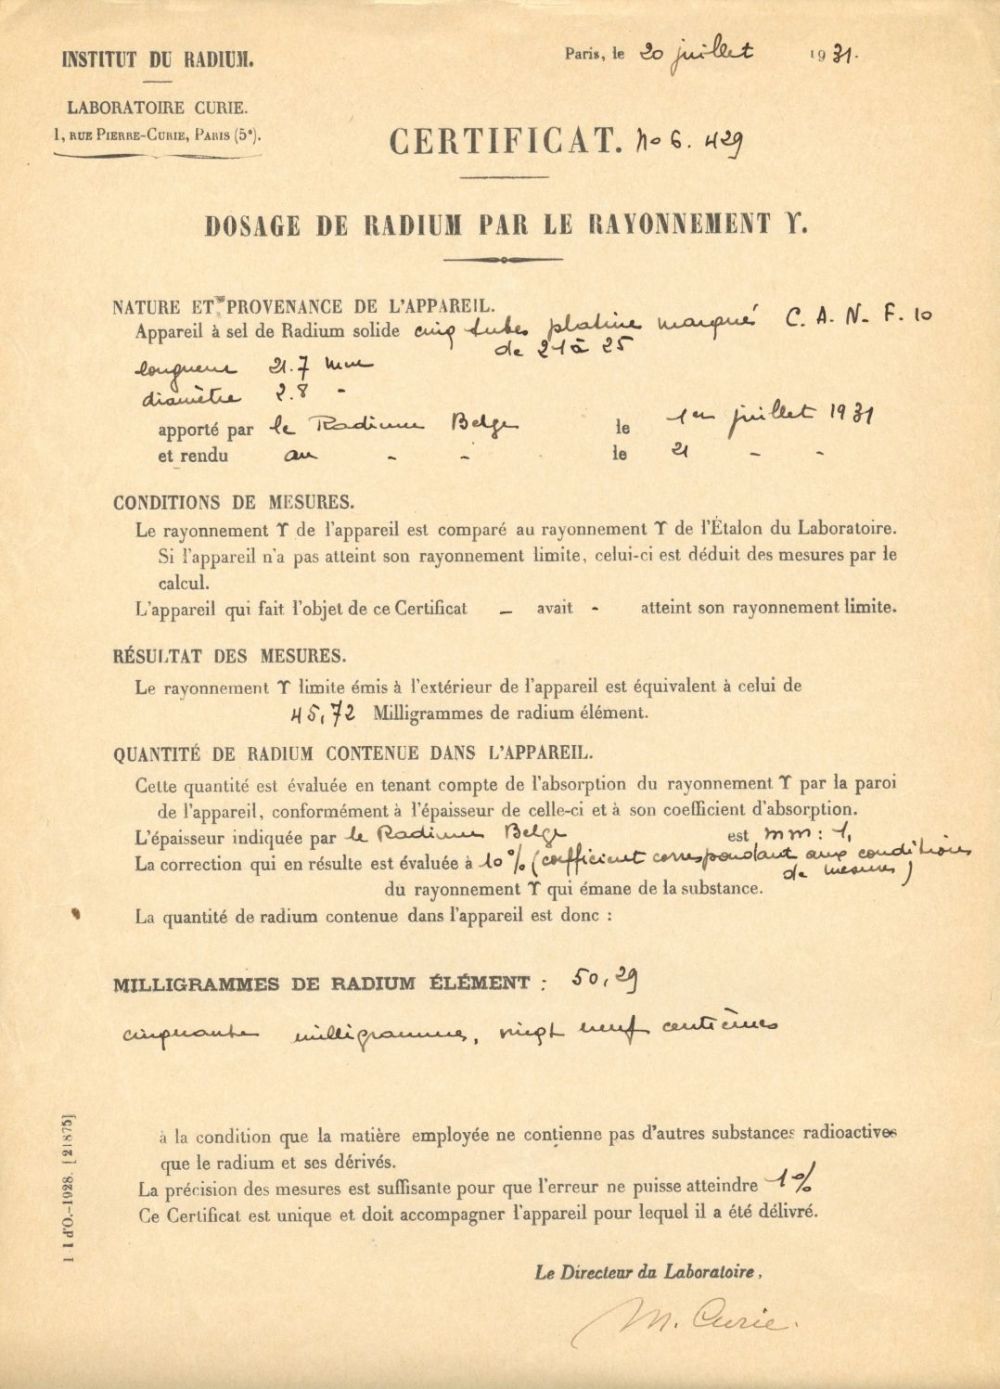 INSTITUT DU RADIUM.
LABORATOIRE CURIE.
1, RUE PIERRE-CURIE, PARIS (5e).
Paris, le 20 juillet 1931.
CERTIFICAT. No 6.429
DOSAGE DE RADIUM PAR LE RAYONNEMENT ϒ.
NATURE ET PROVENANCE DE L'APPAREIL.
Appareil à sel de Radium solide cinq tubes platine marqués C. A. N. F. 10
de 21 à 25
longueur 21.7 mm
diamètre 2.8 "
apporté par le Radium Belge le 1er juillet 1931
et rendu au " " le 21 " "
CONDITIONS DE MESURES.
Le rayonnement ϒ de l'appareil est comparé au rayonnement ϒ de l'Étalon du Laboratoire.
Si l'appareil n'a pas atteint son rayonnement limite, celui-ci est déduit des mesures par le
calcul.
L'appareil qui fait l'objet de ce Certificat - avait - atteint son rayonnement limite.
RÉSULTAT DES MESURES.
Le rayonnement ϒ limite émis à l'extérieur de l'appareil est équivalent à celui de
45,72 Milligrammes de radium élément.
QUANTITÉ DE RADIUM CONTENUE DANS L'APPAREIL.
Cette quantité est évaluée en tenant compte de l'absorption du rayonnement ϒ par la paroi
de l'appareil, conformément à l'épaisseur de celle-ci et à son coefficient d'absorption.
L'épaisseur indiquée par le Radium Belge est mm : 1,
La correction qui en résulte est évaluée à 10 % (coefficient correspondant aux conditions
de mesures)
du rayonnement ϒ qui émane de la substance.
La quantité de radium contenue dans l'appareil est donc :
MILLIGRAMMES DE RADIUM ÉLÉMENT : 50,29
cinquante milligrammes, vingt neuf centièmes
à la condition que la matière employée ne contienne pas d'autres substances radioactives
que le radium et ses dérivés.
La précision des mesures est suffisante pour que l'erreur ne puisse atteindre 1 %
Ce Certificat est unique et doit accompagner l'appareil pour lequel il a été délivré.
Le Directeur du Laboratoire,
M. Curie.
1 1 d'O.-1928. [21875]